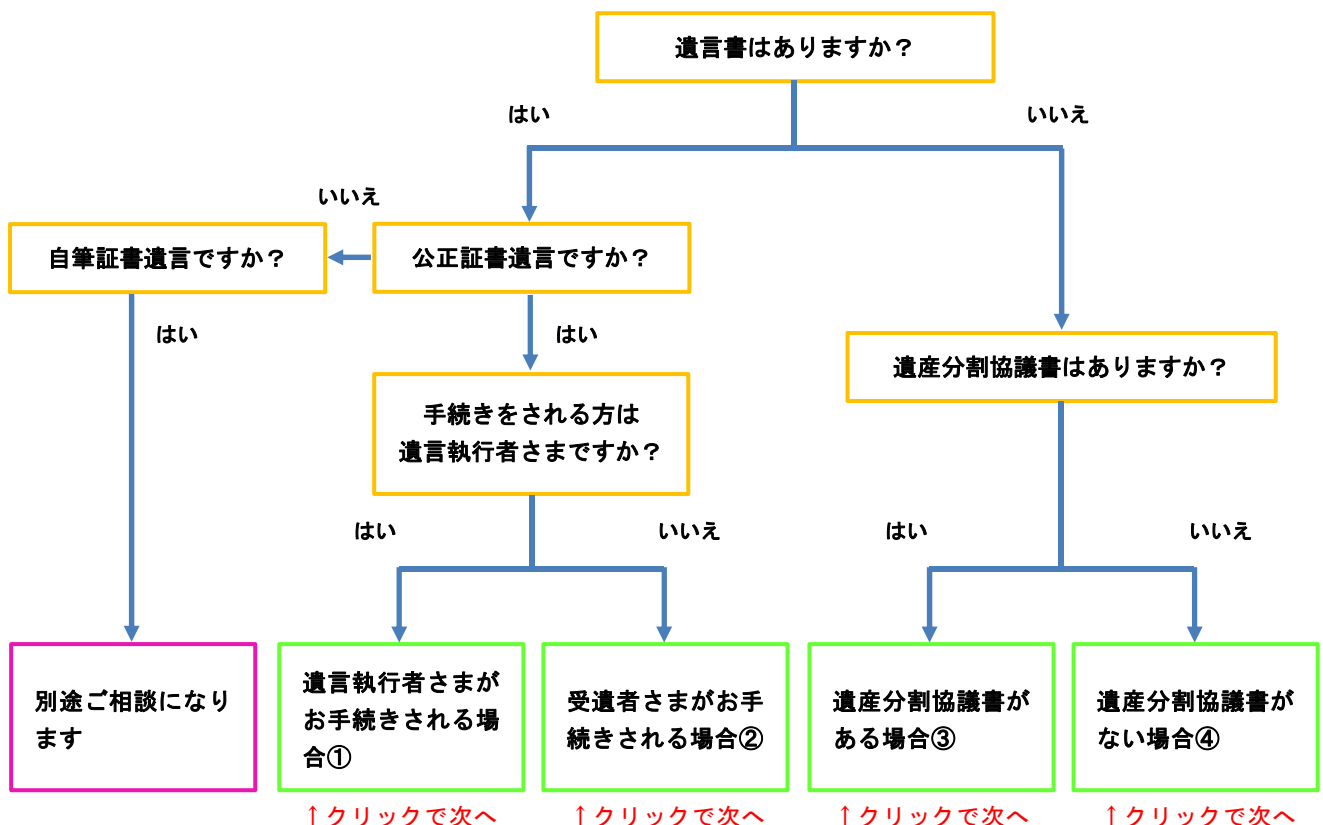 遺言書はありますか？
はい
いいえ
いいえ
自筆証書遺言ですか？
公正証書遺言ですか？
はい
はい
遺産分割協議書はありますか？
手続きをされる方は
遺言執行者さまですか？
はい
いいえ
はい
いいえ
別途ご相談になり
ます
遺言執行者さまが
お手続きされる場
合①
受遺者さまがお手
続きされる場合②
遺産分割協議書が
ある場合③
遺産分割協議書が
ない場合④
↑クリックで次へ
↑クリックで次へ
↑クリックで次へ
↑クリックで次へ